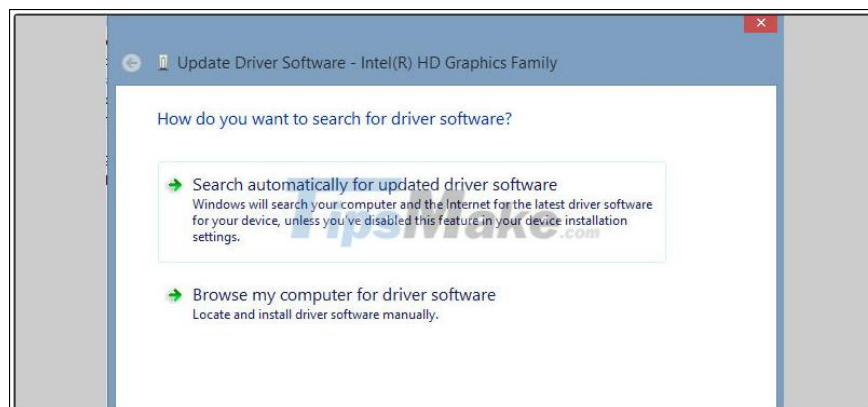 Update Driver Software - Intel(R) HD Graphics Family
How do you want to search for driver software?
Search automatically for updated driver software
Windows will search your computer and the Internet for the latest driver software
for your device, unless you've disabled this feature in your device installation
settings.
TipsMake.com
Browse my computer for driver software
Locate and install driver software manually.